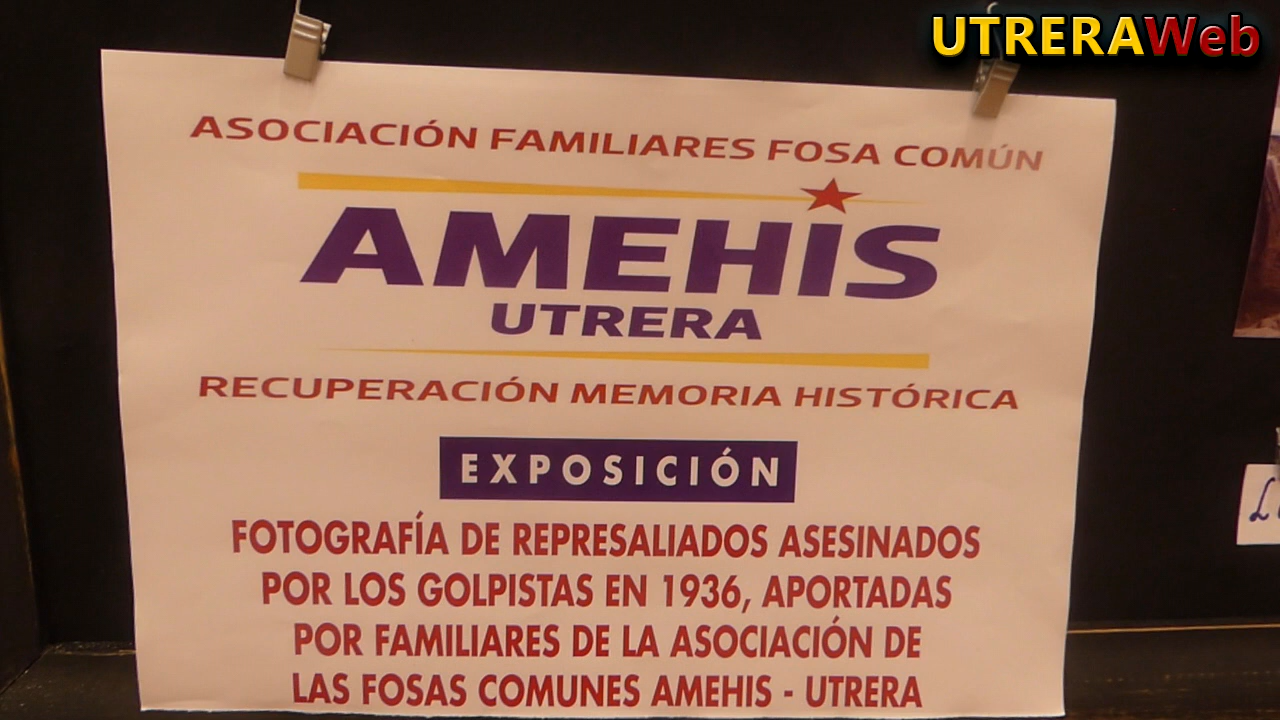 UTRERAWeb
ASOCIACIÓN FAMILIARES FOSA COMÚN
AMEHIS
UTRERA
RECUPERACIÓN MEMORIA HISTÓRICA
EXPOSICIÓN
FOTOGRAFÍA DE REPRESALIADOS ASESINADOS
POR LOS GOLPISTAS EN 1936, APORTADAS
POR FAMILIARES DE LA ASOCIACIÓN DE
LAS FOSAS COMUNES AMEHIS - UTRERA